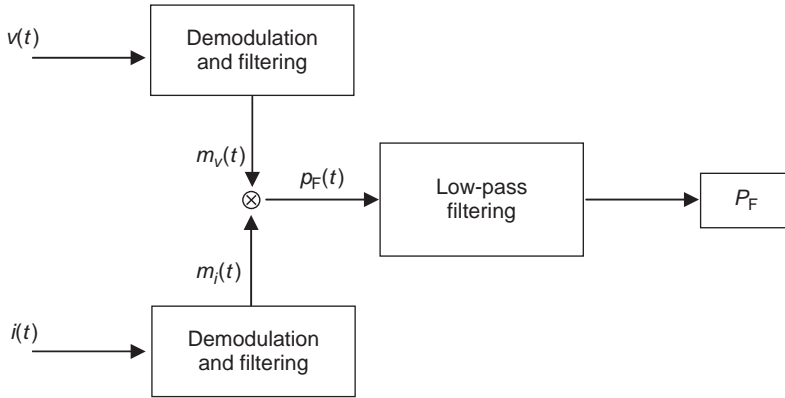 v(t)
Demodulation
and filtering
m_v(t)
p_F(t)
Low-pass
filtering
P_F
m_i(t)
i(t)
Demodulation
and filtering